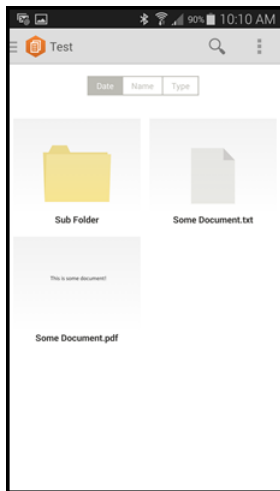 90% 10:10 AM
Test
Date Name Type
Sub Folder Some Document.txt
This is some document!
Some Document.pdf